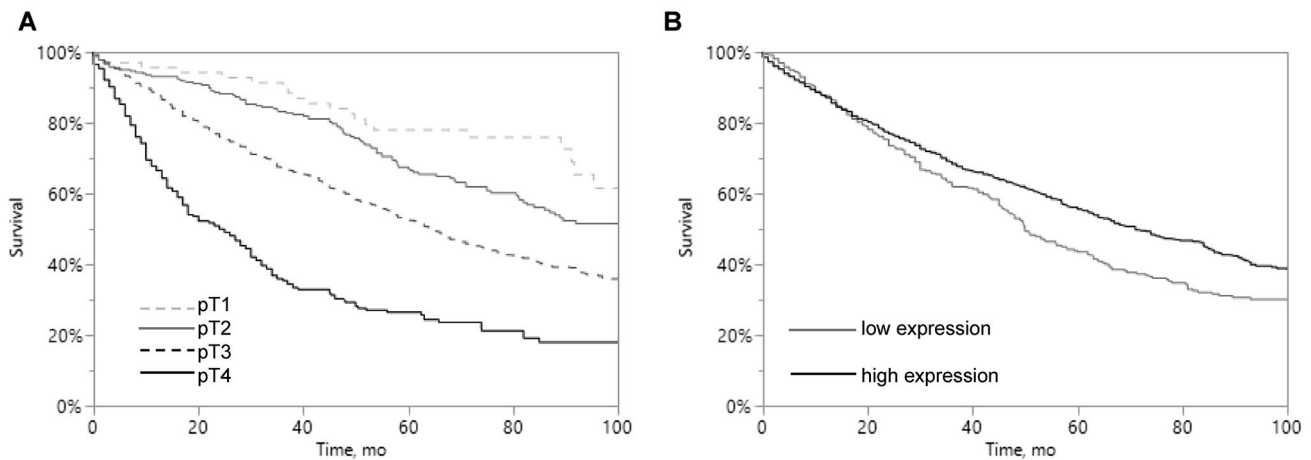 A
100%
80%
60%
40%
20%
0%
Survival
pT1
pT2
pT3
pT4
0 20 40 60 80 100
Time, mo
B
100%
80%
60%
40%
20%
0%
Survival
low expression
high expression
0 20 40 60 80 100
Time, mo